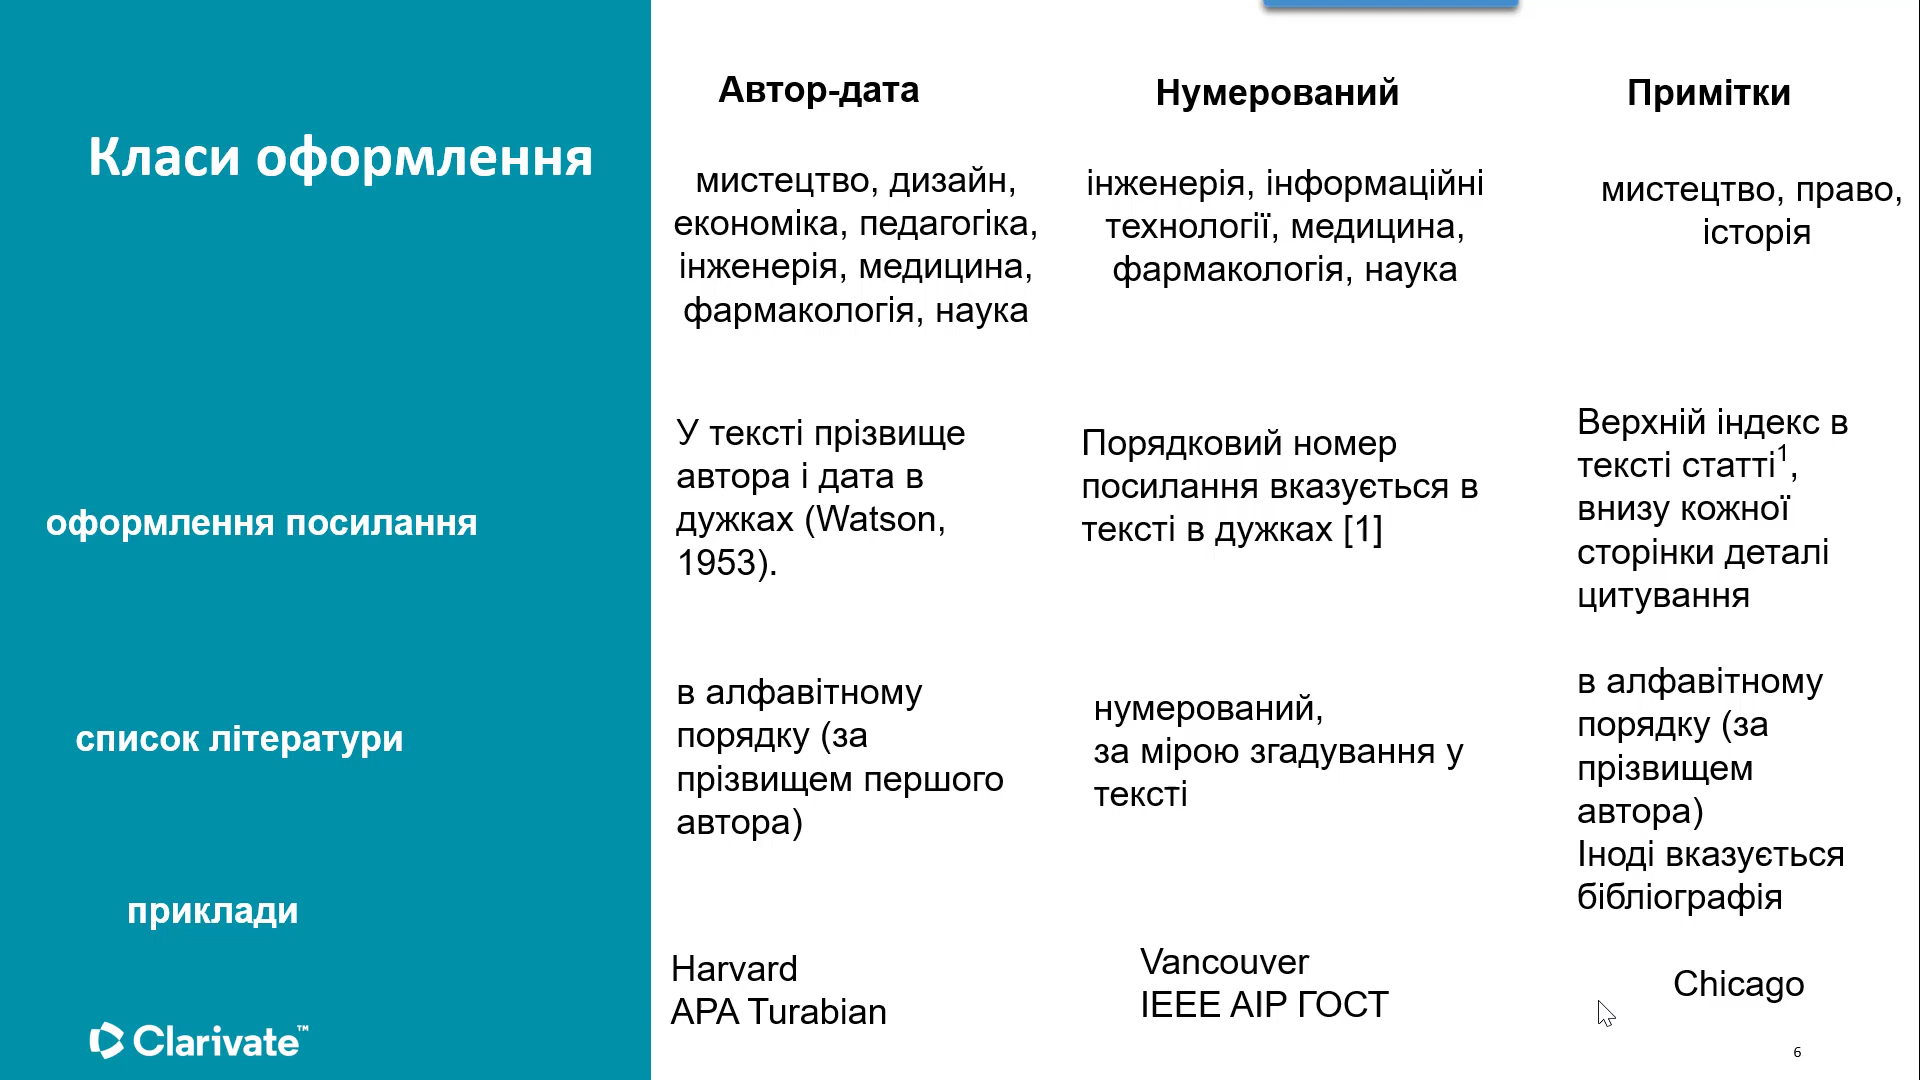 Класи оформлення
Автор-дата
Нумерований
Примітки
мистецтво, дизайн,
економіка, педагогіка,
інженерія, медицина,
фармакологія, наука
інженерія, інформаційні
технології, медицина,
фармакологія, наука
мистецтво, право,
історія
оформлення посилання
У тексті прізвище
автора і дата в
дужках (Watson,
1953).
Порядковий номер
посилання вказується в
тексті в дужках [1]
Верхній індекс в
тексті статті¹,
внизу кожної
сторінки деталі
цитування
список літератури
в алфавітному
порядку (за
прізвищем першого
автора)
нумерований,
за мірою згадування у
тексті
в алфавітному
порядку (за
прізвищем
автора)
Іноді вказується
бібліографія
приклади
Harvard
APA Turabian
Vancouver
IEEE AIP ГОСТ
Chicago
Clarivate™
6